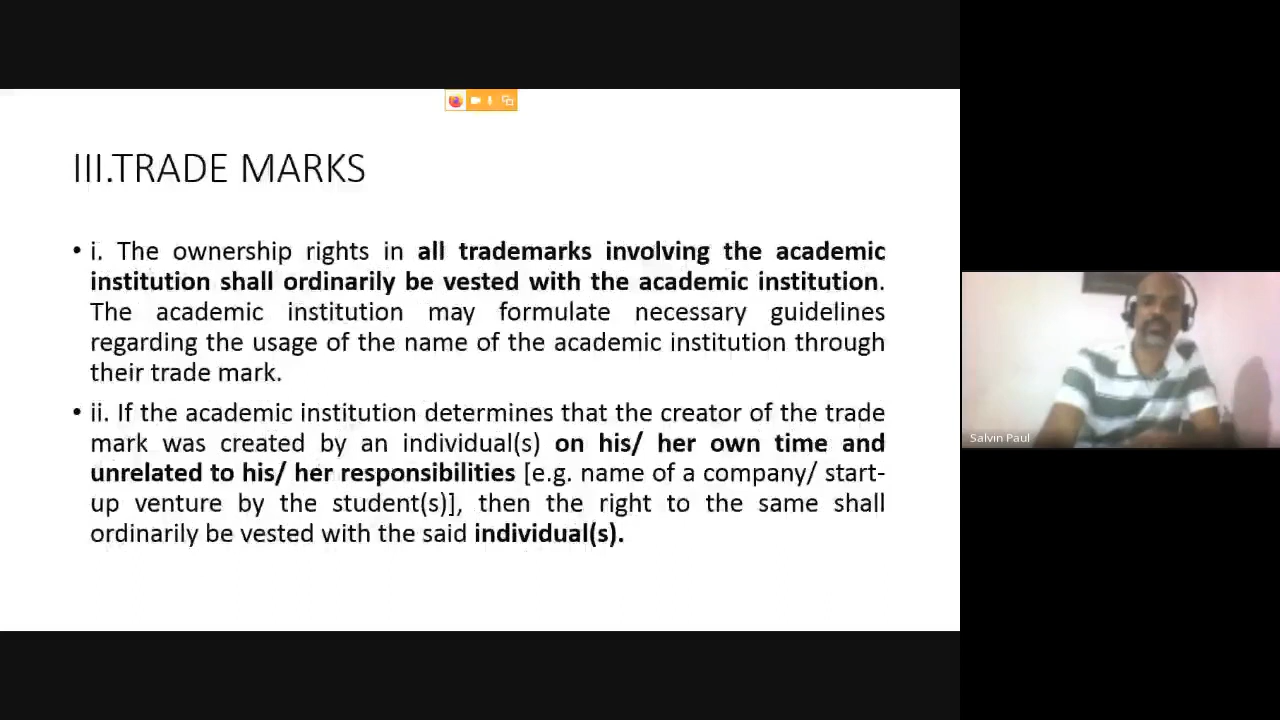 III.TRADE MARKS
• i. The ownership rights in all trademarks involving the academic
institution shall ordinarily be vested with the academic institution.
The academic institution may formulate necessary guidelines
regarding the usage of the name of the academic institution through
their trade mark.
• ii. If the academic institution determines that the creator of the trade
mark was created by an individual(s) on his/ her own time and
unrelated to his/ her responsibilities [e.g. name of a company/ start-
up venture by the student(s)], then the right to the same shall
ordinarily be vested with the said individual(s).
Salvin Paul